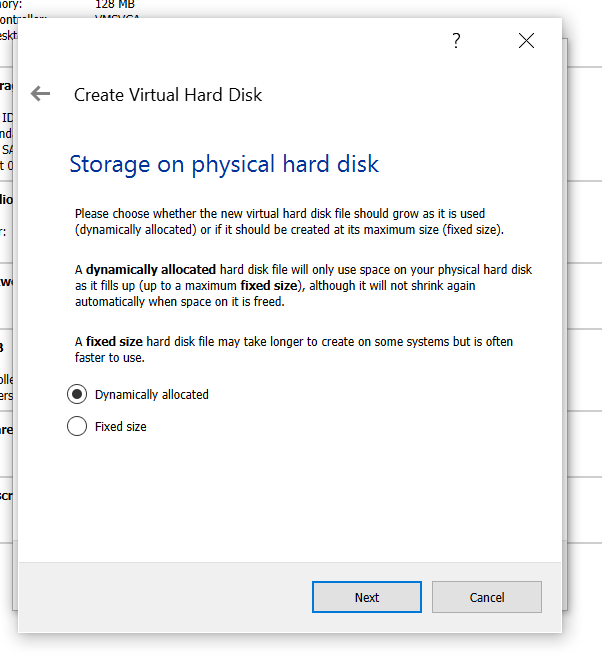 ory:
128 MB
?
Create Virtual Hard Disk
Storage on physical hard disk
Please choose whether the new virtual hard disk file should grow as it is used
(dynamically allocated) or if it should be created at its maximum size (fixed size).
A dynamically allocated hard disk file will only use space on your physical hard disk
as it fills up (up to a maximum fixed size), although it will not shrink again
automatically when space on it is freed.
A fixed size hard disk file may take longer to create on some systems but is often
faster to use.
Dynamically allocated
Fixed size
Next
Cancel